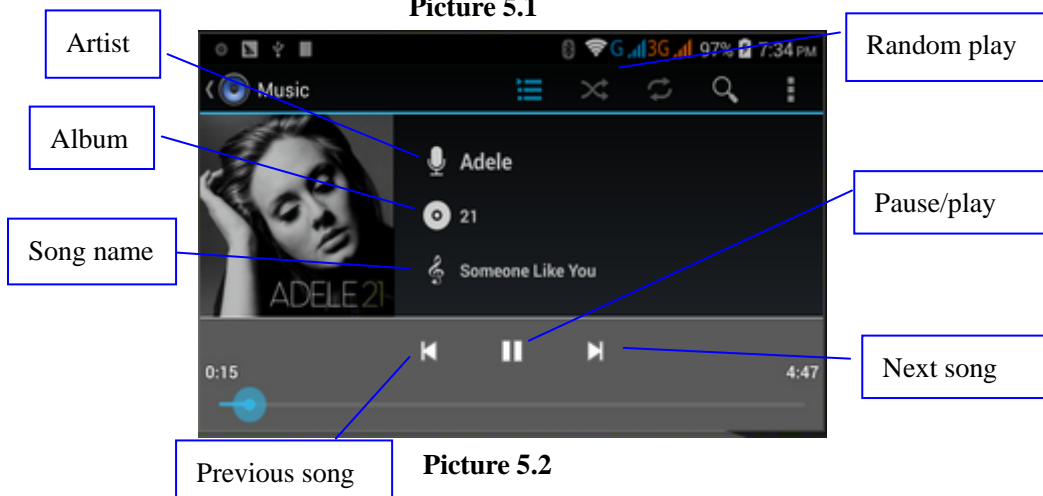 Picture 5.1
Artist
Random play
G 3G 97% 7:34 PM
Music
Album
Adele
21
Pause/play
Song name
Someone Like You
ADELE 21
0:15
4:47
Next song
Previous song
Picture 5.2